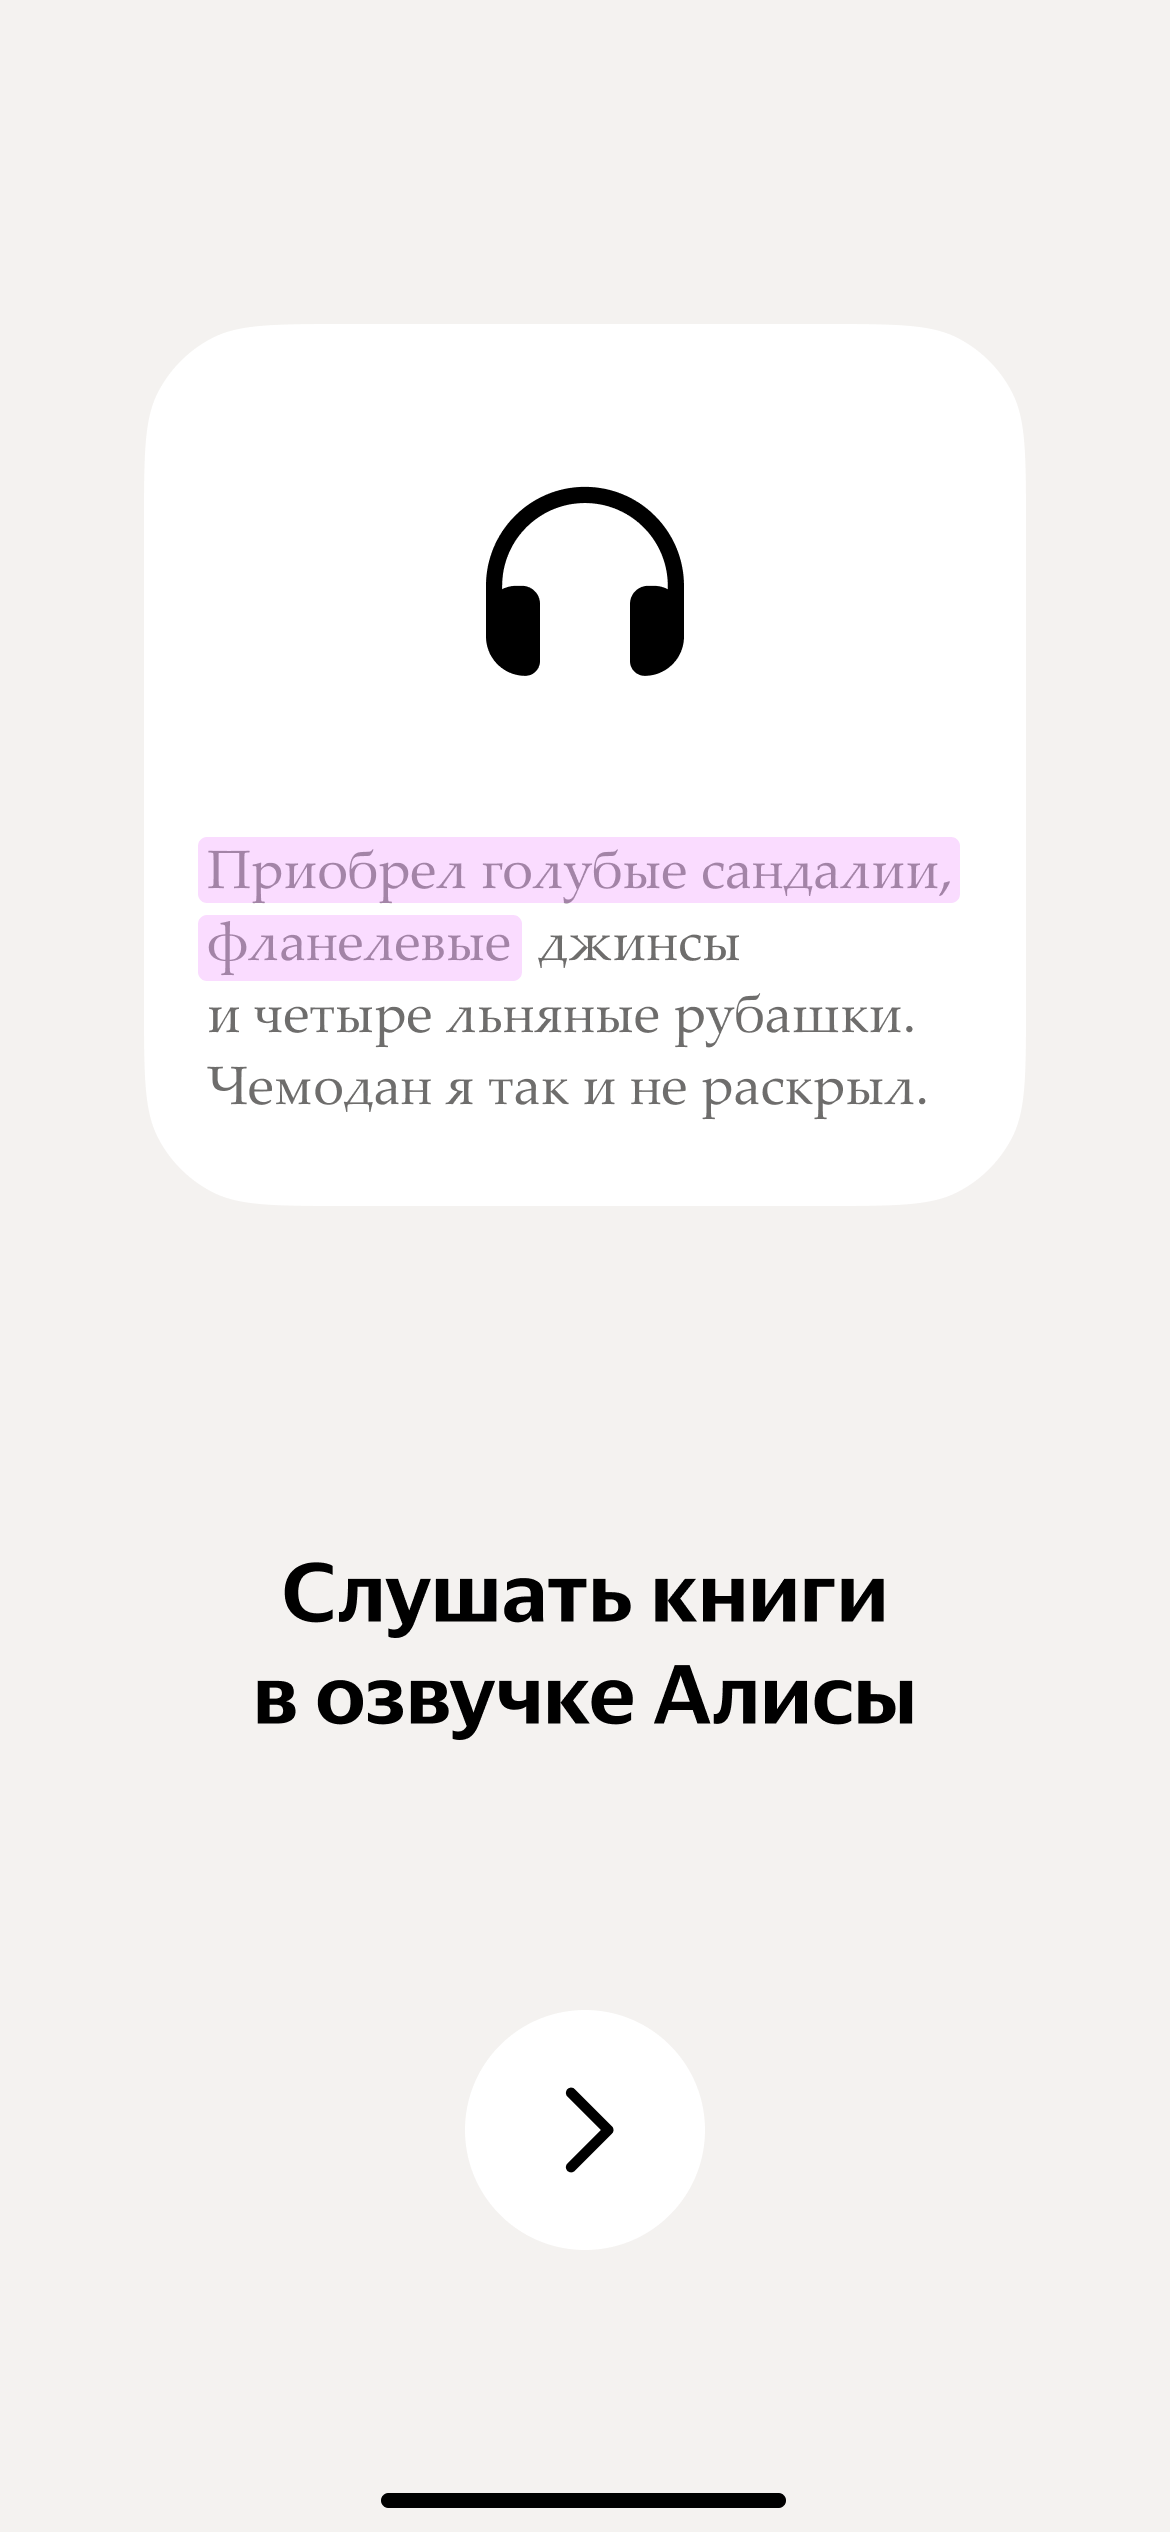 Приобрел голубые сандалии,
фланелевые джинсы
и четыре льняные рубашки.
Чемодан я так и не раскрыл.
Слушать книги
в озвучке Алисы